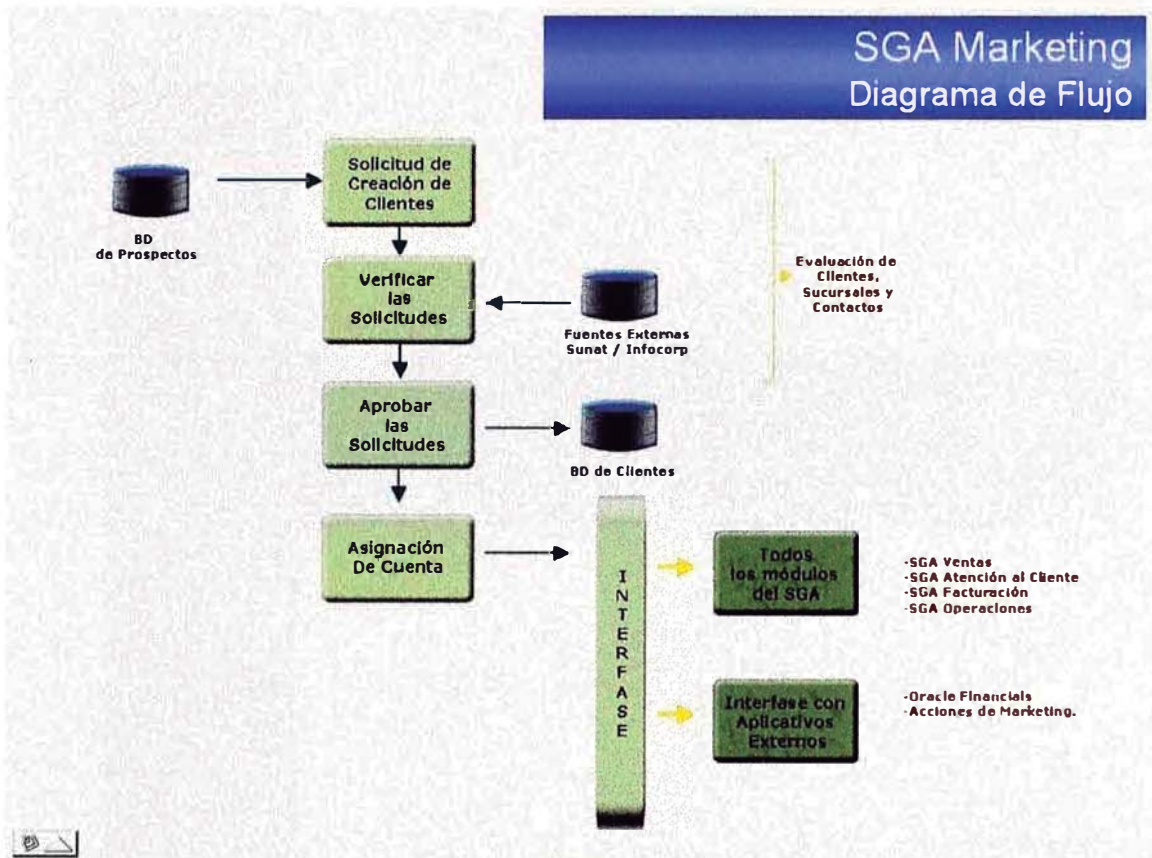 SGA Marketing
Diagrama de Flujo
Solicitud de
Creación de
Clientes
BD
de Prospectos
Verificar
las
Solicitudes
Fuentes Externas
Sunat / Infocorp
Evaluación de
Clientes,
Sucursales y
Contactos
Aprobar
las
Solicitudes
BD de Clientes
Asignación
De Cuenta
INTERFASE
Todos
los módulos
del SGA
-SGA Ventas
-SGA Atención al Cliente
-SGA Facturación
-SGA Operaciones
Interfase con
Aplicativos
Externos
-Oracle Financials
-Acciones de Marketing.